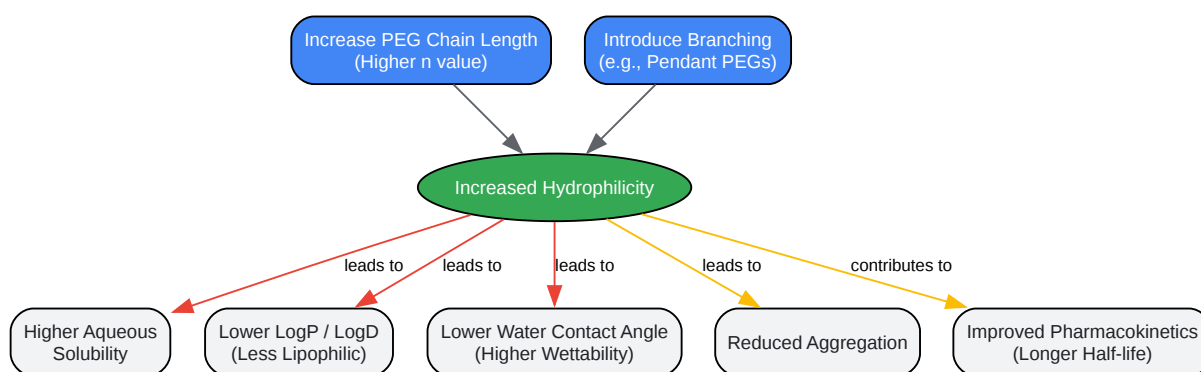 Increase PEG Chain Length
(Higher n value)
Introduce Branching
(e.g., Pendant PEGs)
Increased Hydrophilicity
leads to
leads to
leads to
leads to
contributes to
Higher Aqueous
Solubility
Lower LogP / LogD
(Less Lipophilic)
Lower Water Contact Angle
(Higher Wettability)
Reduced Aggregation
Improved Pharmacokinetics
(Longer Half-life)